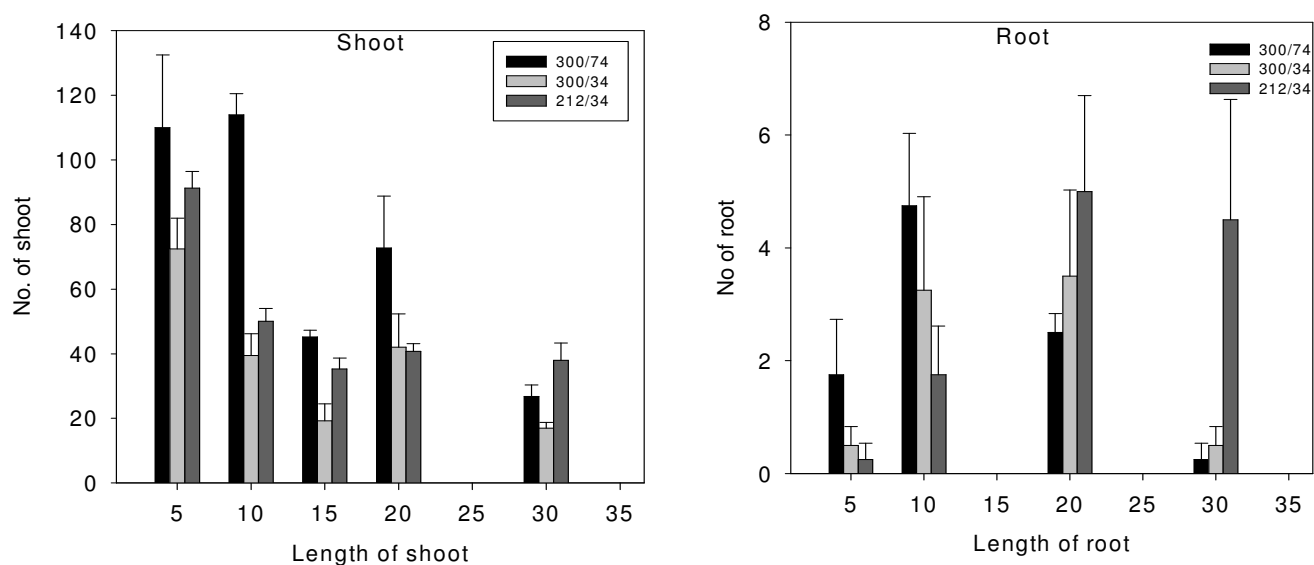 Shoot
300/74
300/34
212/34
140
120
100
80
60
40
20
0
No. of shoot
5 10 15 20 25 30 35
Length of shoot
Root
300/74
300/34
212/34
8
6
4
2
0
No of root
5 10 15 20 25 30 35
Length of root